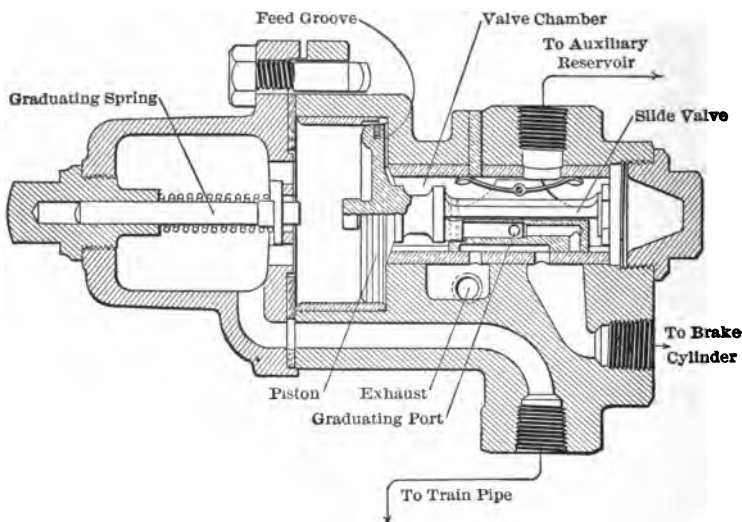 Feed Groove
Valve Chamber
To Auxiliary
Reservoir
Graduating Spring
Slide Valve
To Brake
Cylinder
Piston
Exhaust
Graduating Port
To Train Pipe